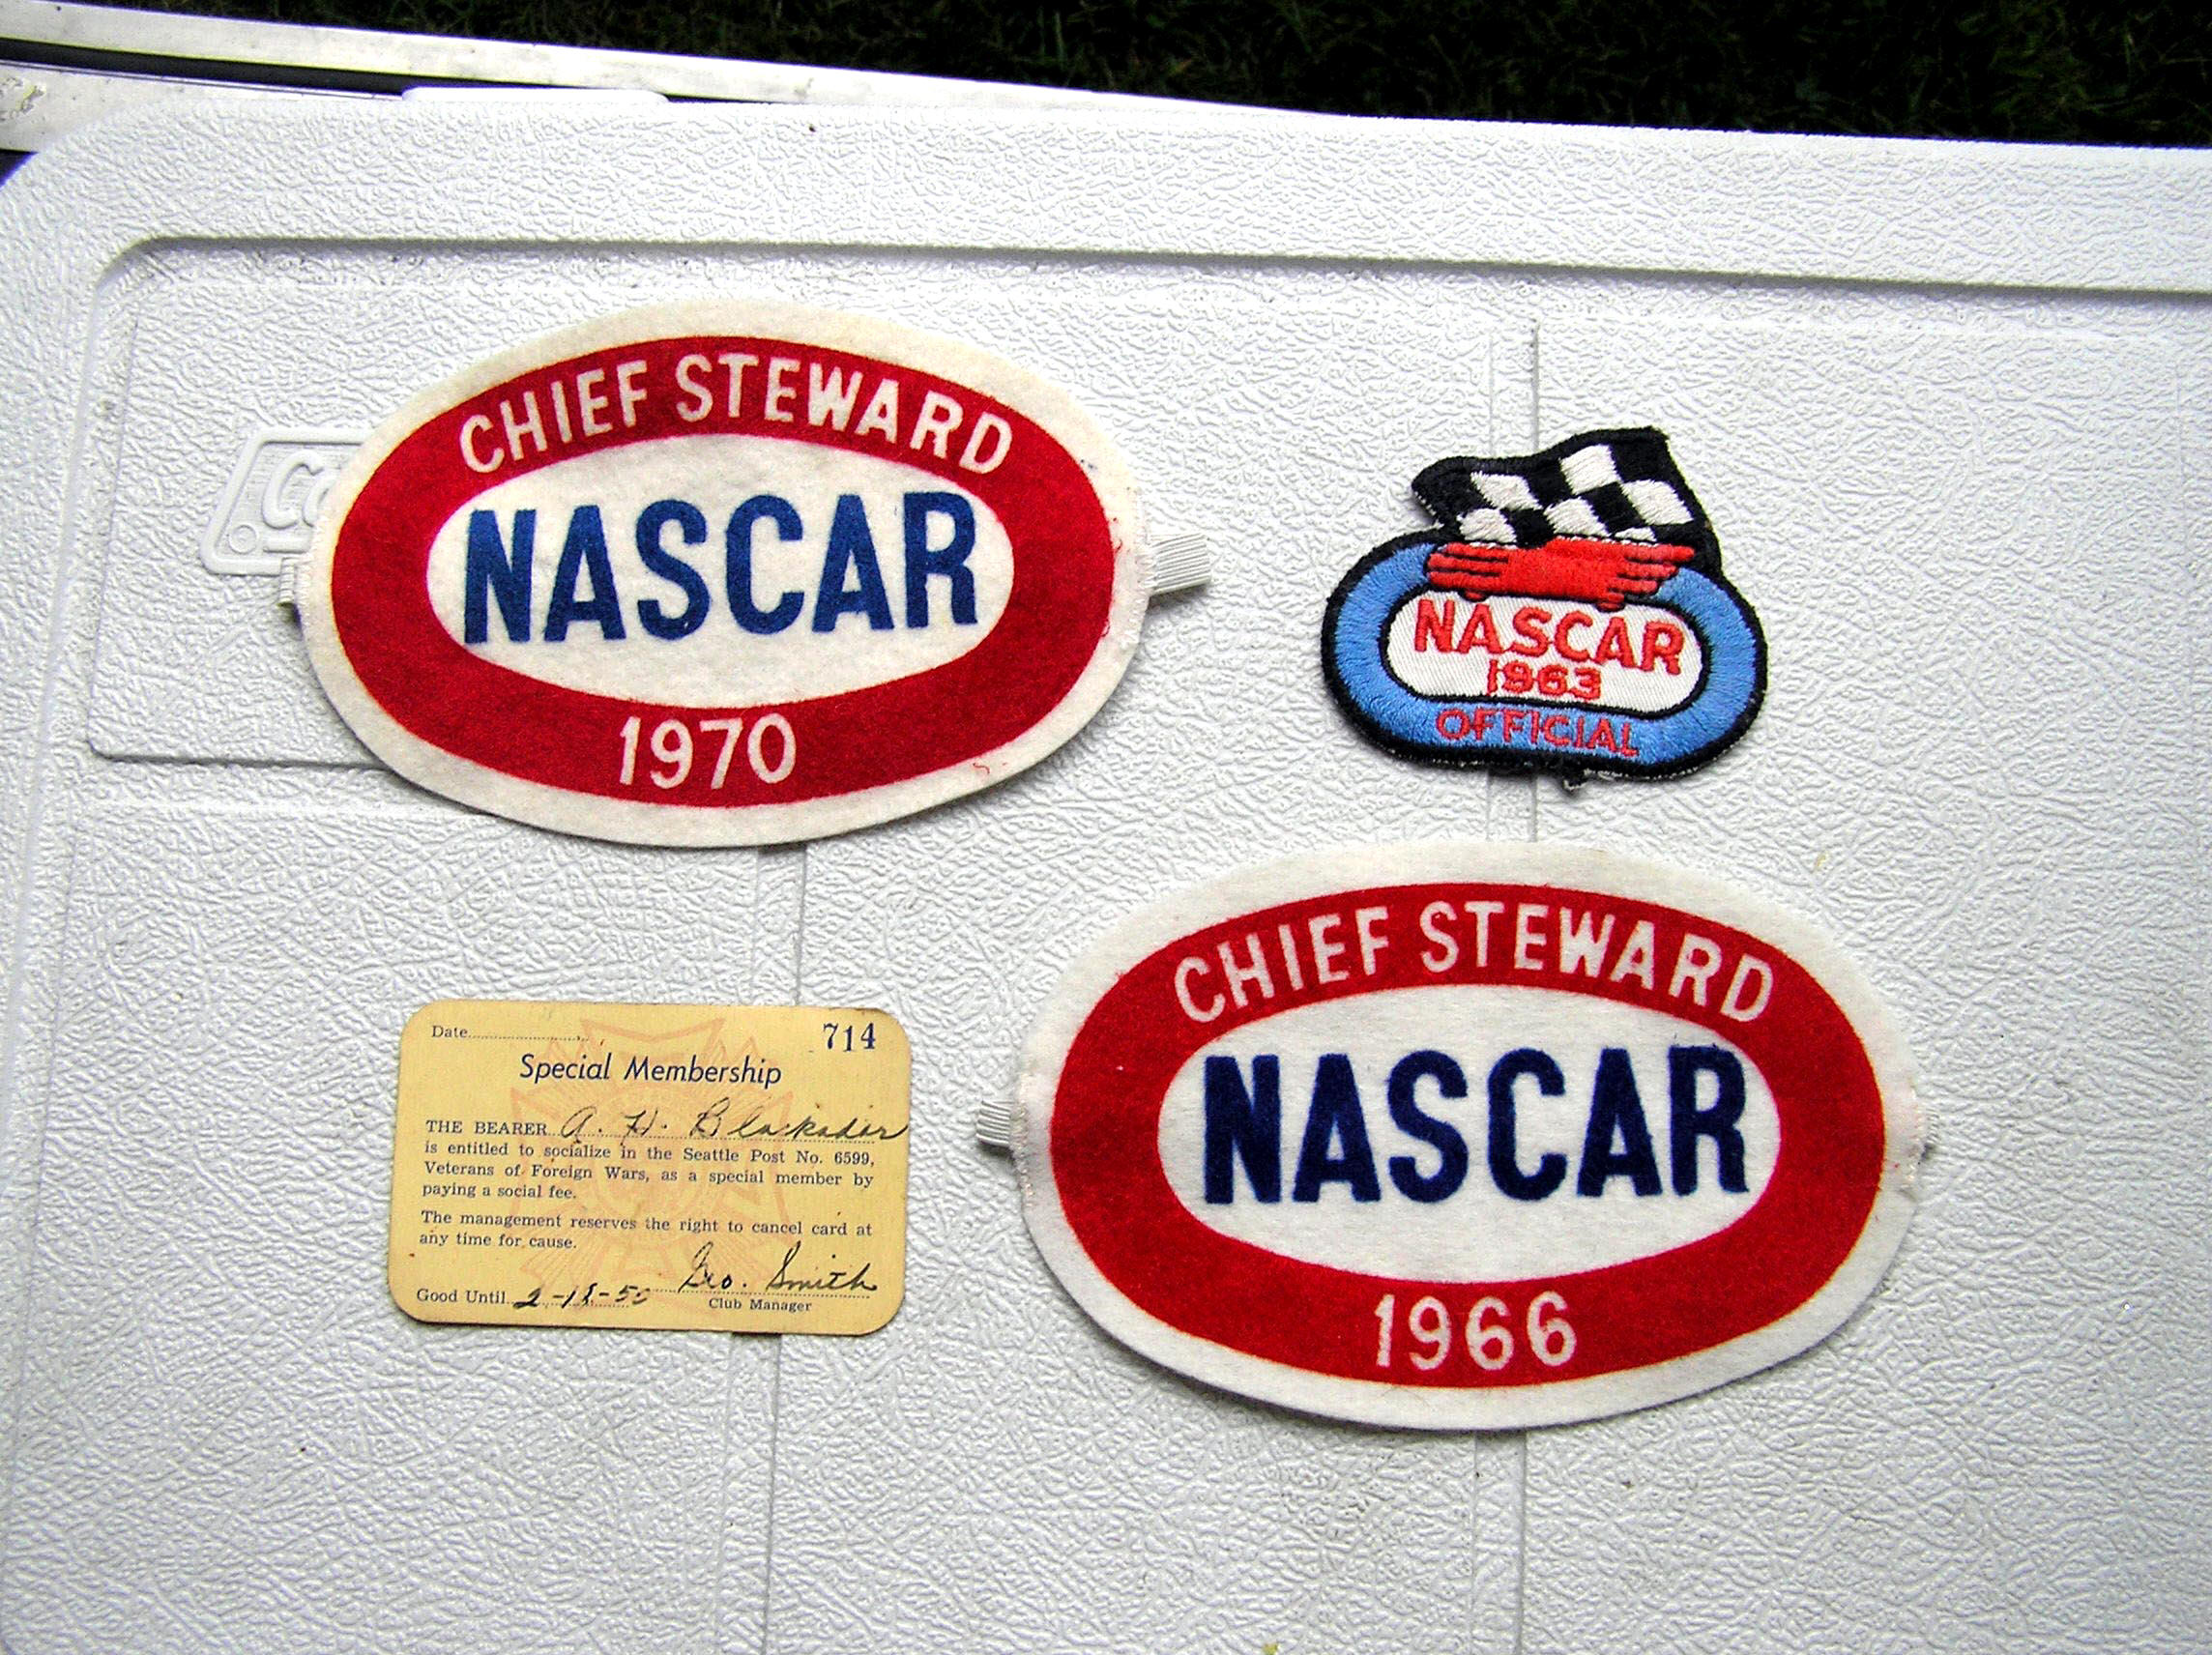 CHIEF STEWARD
NASCAR
1970
NASCAR
1963
OFFICIAL
CHIEF STEWARD
NASCAR
1966
Date 714
Special Membership
THE BEARER A. H. Blakadar
is entitled to socialize in the Seattle Post No. 6599,
Veterans of Foreign Wars, as a special member by
paying a social fee.
The management reserves the right to cancel card at
any time for cause.
Geo. Smith
Good Until 2-18-50 Club Manager